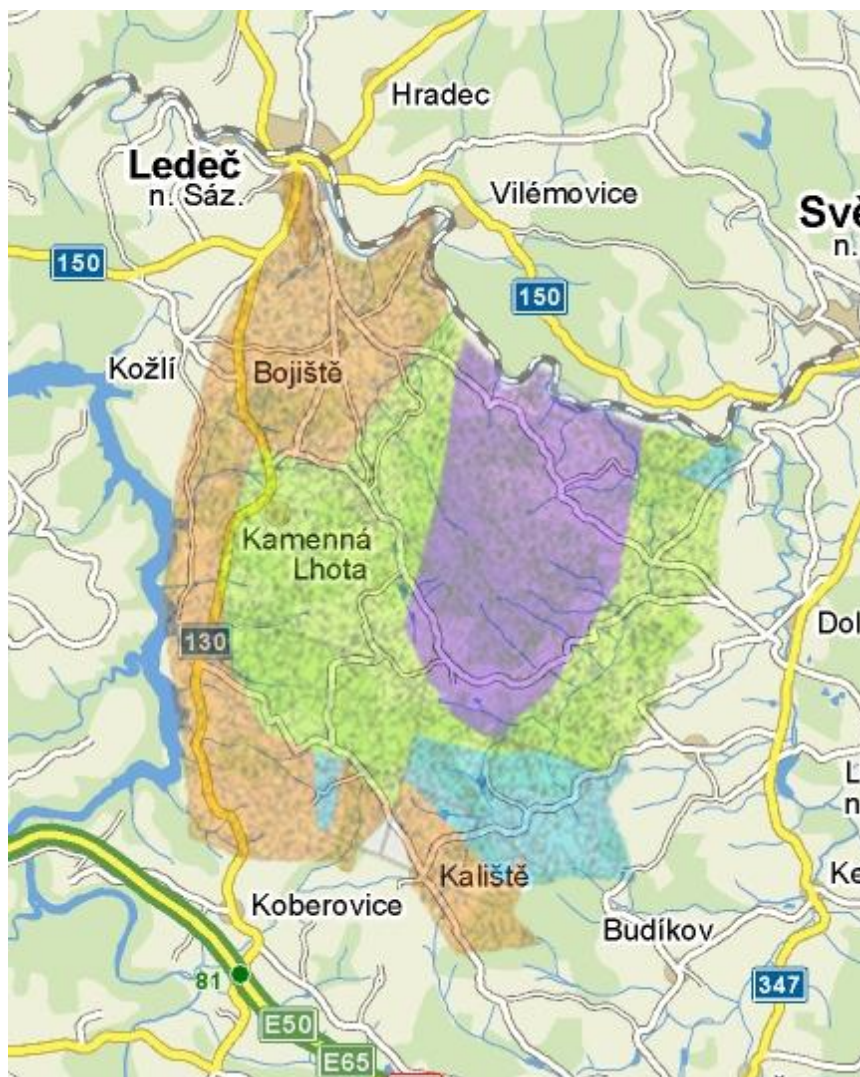 Hradec
Ledeč
n. Sáz.
Vilémovice
Svě
n.
150
150
Kožlí
Bojiště
Kamenná
Lhota
130
Dol
L
n
Kaliště
Ke
Koberovice
Budíkov
81
347
E50
E65